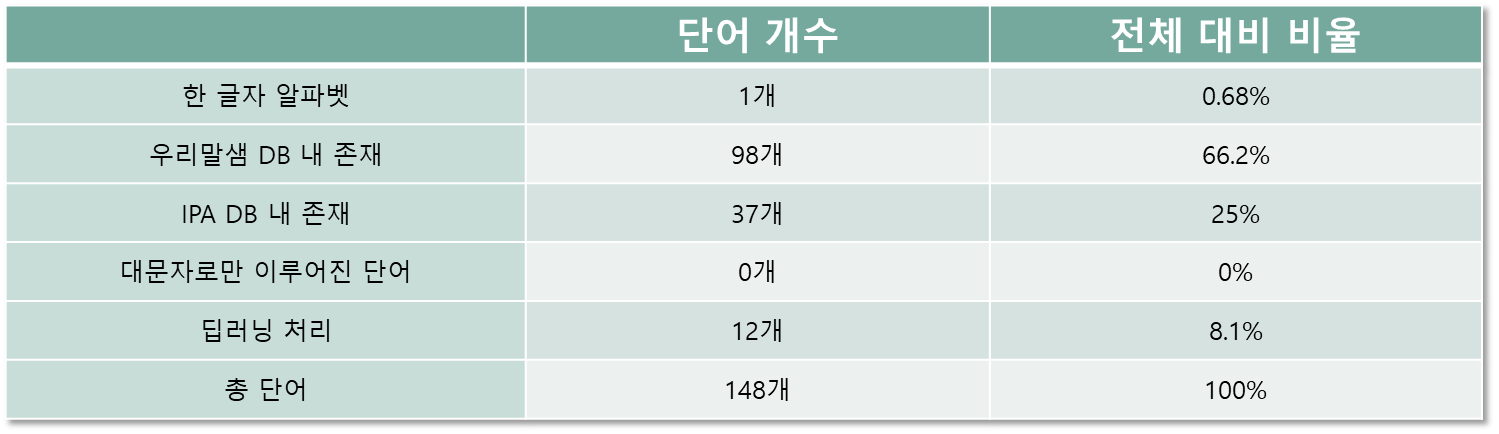 단어 개수 전체 대비 비율
한 글자 알파벳 1개 0.68%
우리말샘 DB 내 존재 98개 66.2%
IPA DB 내 존재 37개 25%
대문자로만 이루어진 단어 0개 0%
딥러닝 처리 12개 8.1%
총 단어 148개 100%